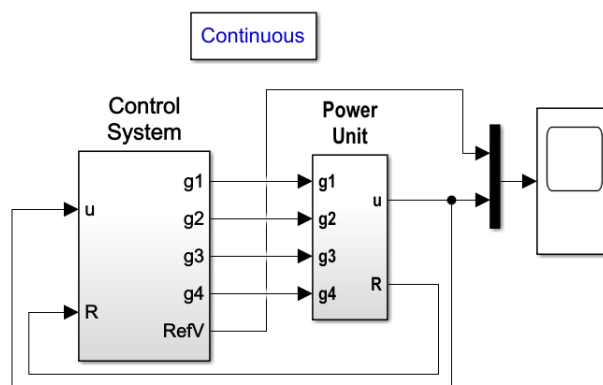 Continuous
Control
System
u
R
g1
g2
g3
g4
RefV
Power
Unit
g1
g2
g3
g4
u
R